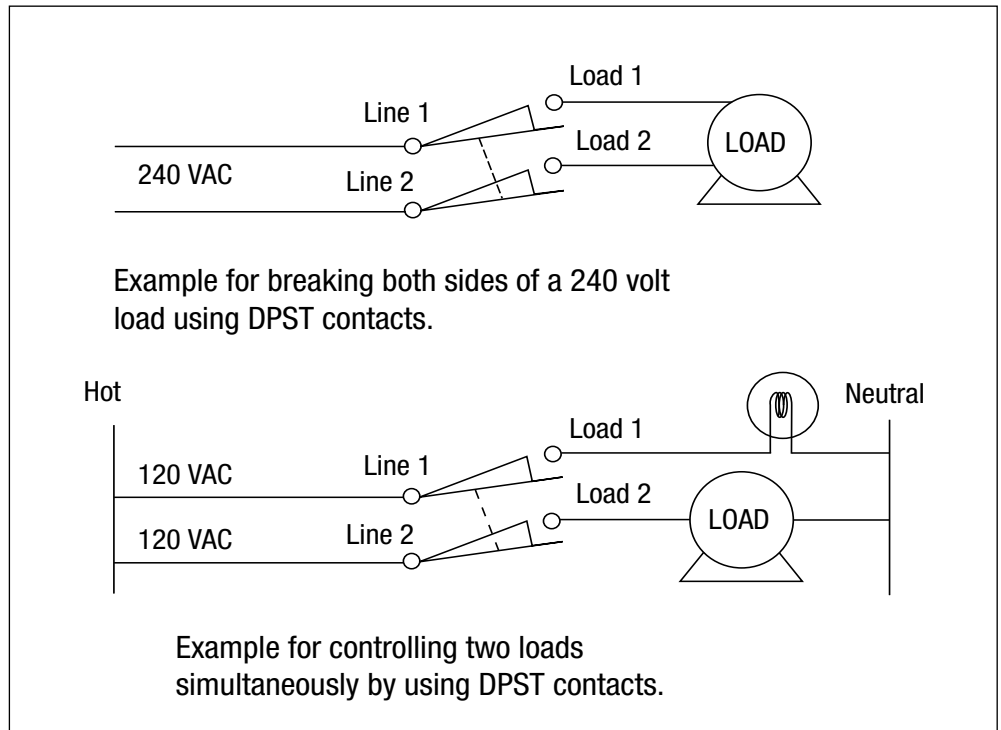 Load 1
Line 1
LOAD
Load 2
240 VAC
Line 2
Example for breaking both sides of a 240 volt
load using DPST contacts.
Hot
Neutral
Load 1
Line 1
120 VAC
Load 2
LOAD
Line 2
120 VAC
Example for controlling two loads
simultaneously by using DPST contacts.